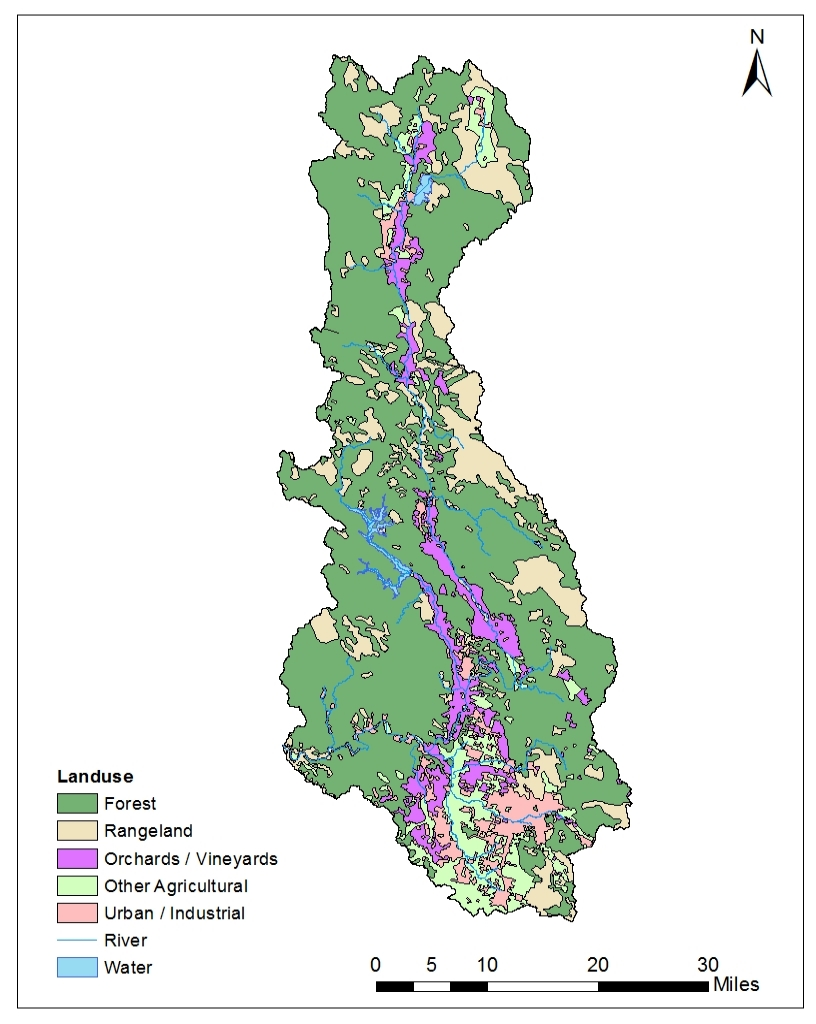 N
Landuse
Forest
Rangeland
Orchards / Vineyards
Other Agricultural
Urban / Industrial
River
Water
0 5 10 20 30
Miles